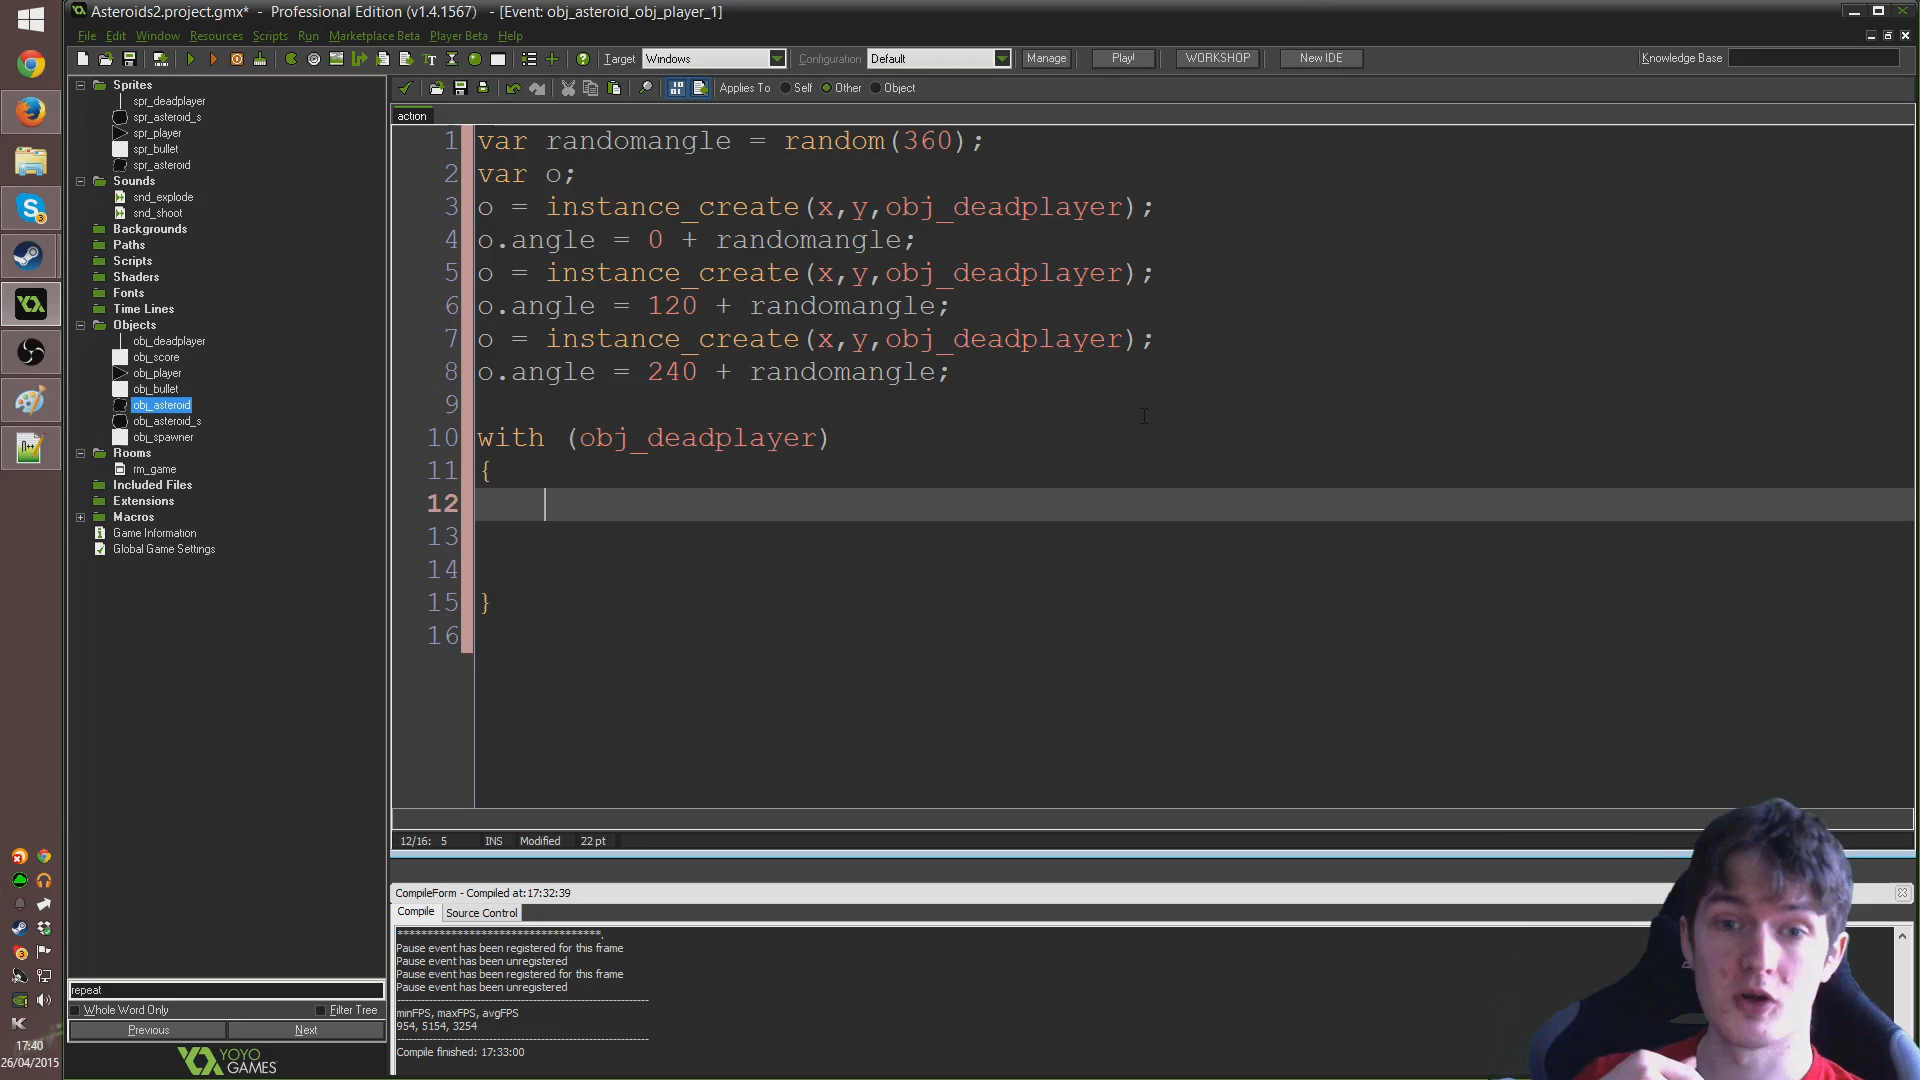 Asteroids2.project.gmx* - Professional Edition (v1.4.1567) - [Event: obj_asteroid_obj_player_1]
File Edit Window Resources Scripts Run Marketplace Beta Player Beta Help
Target Windows Configuration Default Manage Play! WORKSHOP New IDE Knowledge Base
Applies To Self Other Object
action
Sprites
spr_deadplayer
spr_asteroid_s
spr_player
spr_bullet
spr_asteroid
Sounds
snd_explode
snd_shoot
Backgrounds
Paths
Scripts
Shaders
Fonts
Time Lines
Objects
obj_deadplayer
obj_score
obj_player
obj_bullet
obj_asteroid
obj_asteroid_s
obj_spawner
Rooms
rm_game
Included Files
Extensions
Macros
Game Information
Global Game Settings
1 var randomangle = random(360);
2 var o;
3 o = instance_create(x,y,obj_deadplayer);
4 o.angle = 0 + randomangle;
5 o = instance_create(x,y,obj_deadplayer);
6 o.angle = 120 + randomangle;
7 o = instance_create(x,y,obj_deadplayer);
8 o.angle = 240 + randomangle;
9
10 with (obj_deadplayer)
11 {
12
13
14
15 }
16
12/16: 5 INS Modified 22 pt
CompileForm - Compiled at:17:32:39
Compile Source Control
***********************************.
Pause event has been registered for this frame
Pause event has been unregistered
Pause event has been registered for this frame
Pause event has been unregistered
minFPS, maxFPS, avgFPS
954, 5154, 3254
Compile finished: 17:33:00
repeat
Whole Word Only Filter Tree
Previous Next
YOYO
GAMES
17:40
26/04/2015